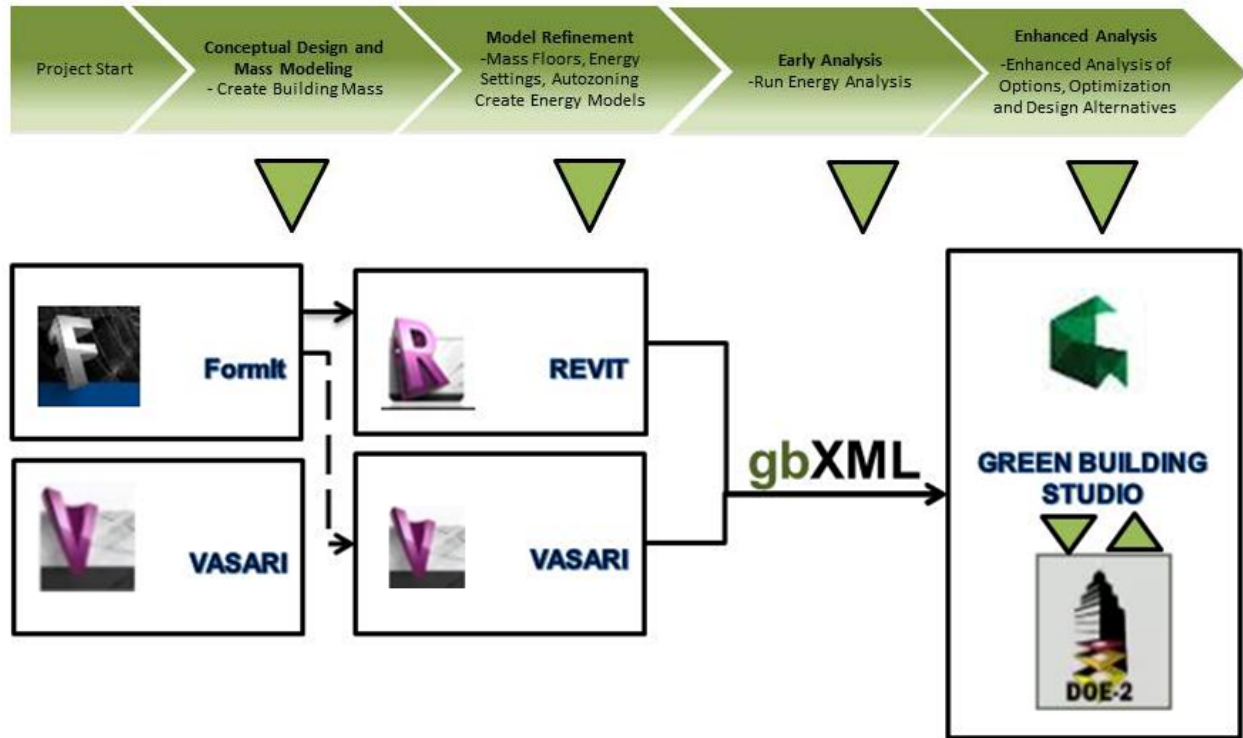 Project Start
Conceptual Design and
Mass Modeling
- Create Building Mass
Model Refinement
-Mass Floors, Energy
Settings, Autozoning
Create Energy Models
Early Analysis
-Run Energy Analysis
Enhanced Analysis
-Enhanced Analysis of
Options, Optimization
and Design Alternatives
F
FormIt
R
REVIT
V
VASARI
V
VASARI
gbXML
GREEN BUILDING
STUDIO
DOE-2